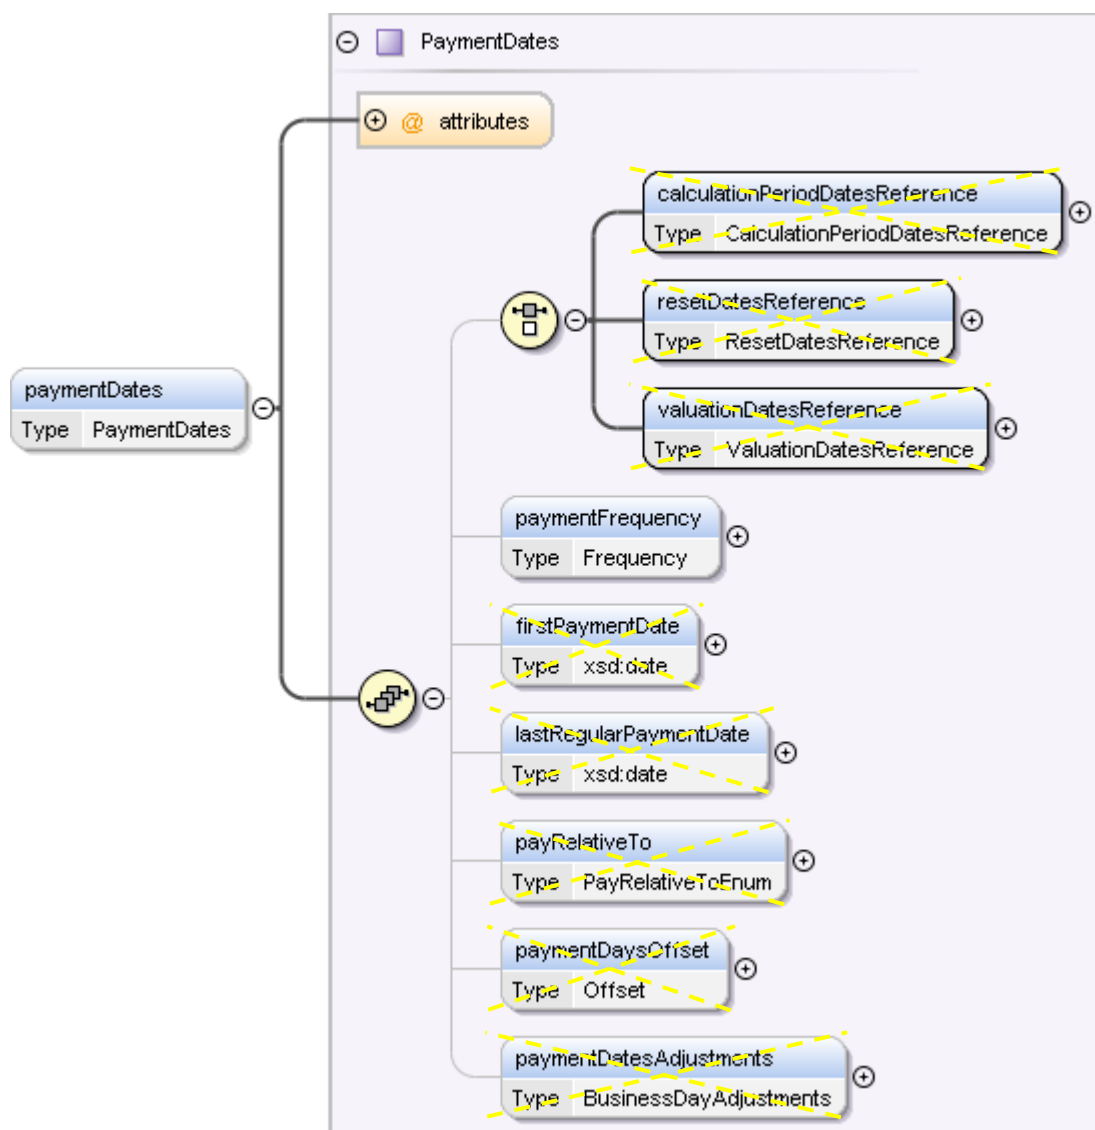 PaymentDates
@ attributes
calculationPeriodDatesReference
Type CalculationPeriodDatesReference
resetDatesReference
Type ResetDatesReference
paymentDates
Type PaymentDates
valuationDatesReference
Type ValuationDatesReference
paymentFrequency
Type Frequency
firstPaymentDate
Type xsd:date
lastRegularPaymentDate
Type xsd:date
payRelativeTo
Type PayRelativeToEnum
paymentDaysOffset
Type Offset
paymentDatesAdjustments
Type BusinessDayAdjustments